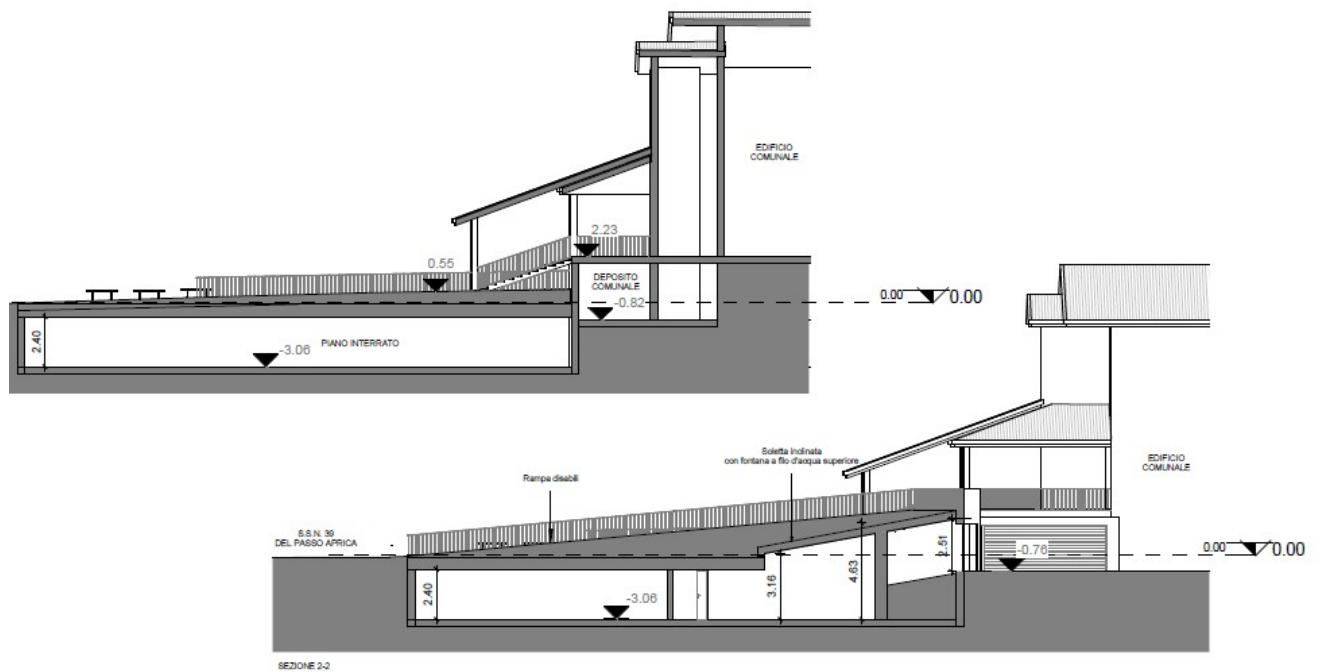 EDIFICIO
COMUNALE
2.23
0.55
DEPOSITO
COMUNALE
-0.82
0.00
0.00
2.40
PIANO INTERRATO
-3.06
Soletta inclinata
con fontana a filo d'acqua superiore
Rampa disabili
EDIFICIO
COMUNALE
S.S.N. 39
DEL PASSO APRICA
2.51
-0.76
0.00
0.00
4.63
3.16
2.40
-3.06
SEZIONE 2-2